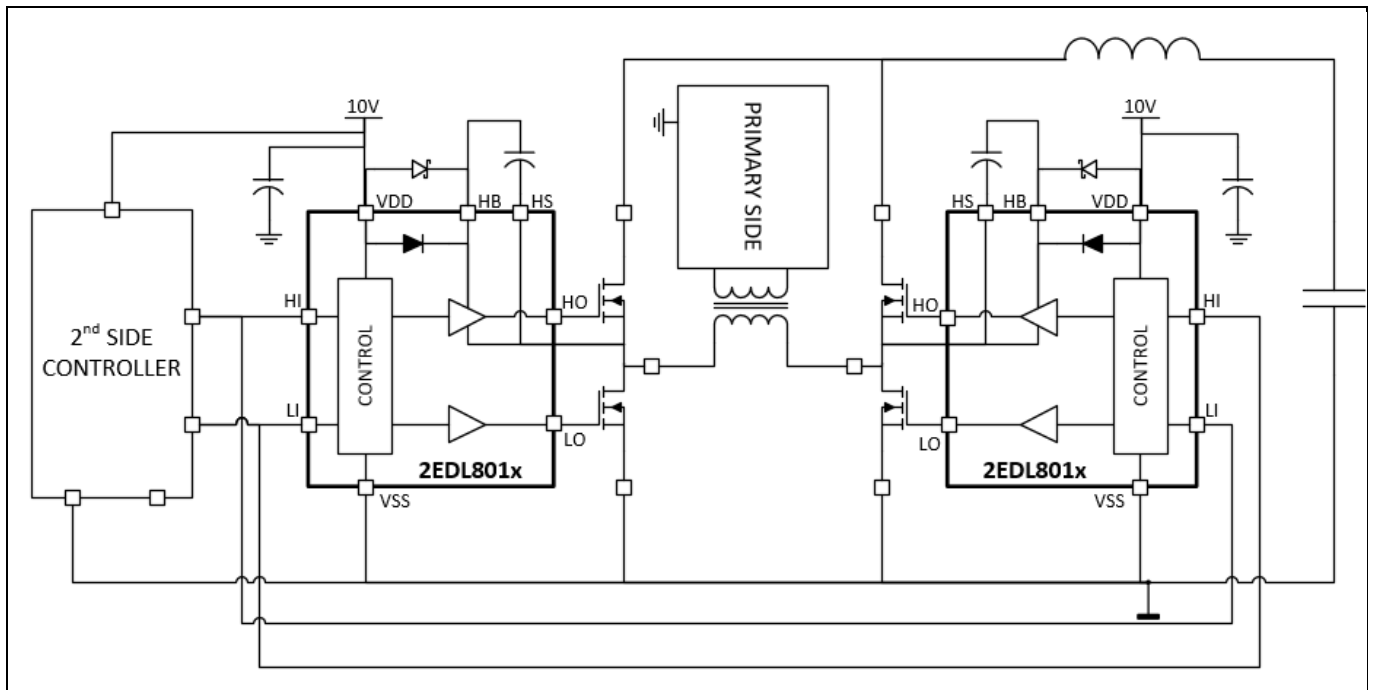 10V
10V
PRIMARY SIDE
VDD
HB
HS
HS
HB
VDD
HI
HO
HO
HI
2nd SIDE
CONTROLLER
CONTROL
CONTROL
LI
LO
LO
LI
2EDL801x
2EDL801x
VSS
VSS